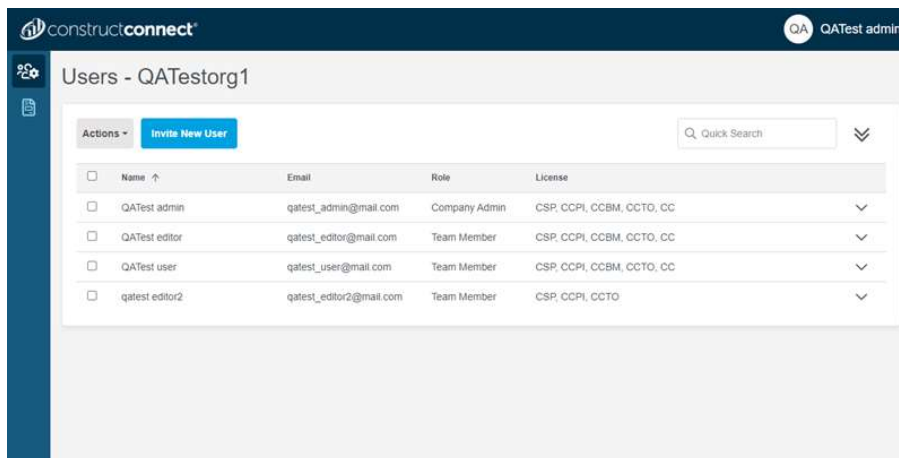 constructconnect®
QA QATest admin
Users - QATestorg1
Actions Invite New User Quick Search
Name ↑ Email Role License
QATest admin qatest_admin@mail.com Company Admin CSP, CCPI, CCBM, CCTO, CC
QATest editor qatest_editor@mail.com Team Member CSP, CCPI, CCBM, CCTO, CC
QATest user qatest_user@mail.com Team Member CSP, CCPI, CCBM, CCTO, CC
qatest editor2 qatest_editor2@mail.com Team Member CSP, CCPI, CCTO